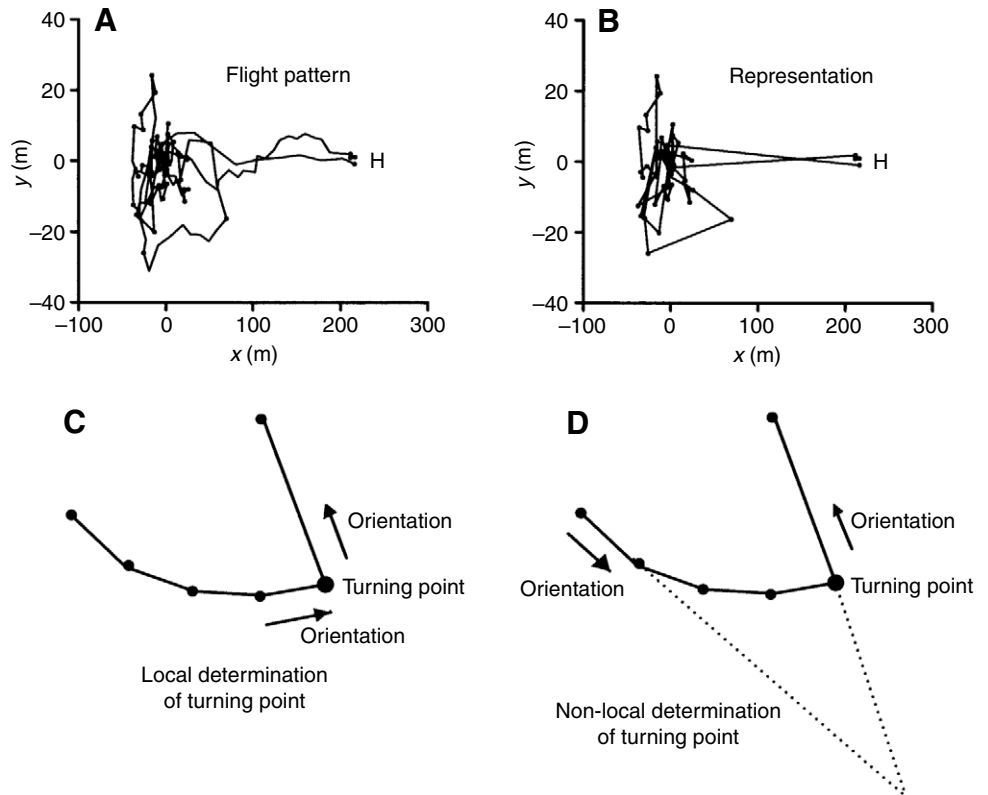 A
40
20
0
–20
–40
y (m)
Flight pattern
H
–100
0
100
200
300
x (m)
B
40
20
0
–20
–40
y (m)
Representation
H
–100
0
100
200
300
x (m)
C
Orientation
Turning point
Orientation
Local determination
of turning point
D
Orientation
Orientation
Turning point
Non-local determination
of turning point